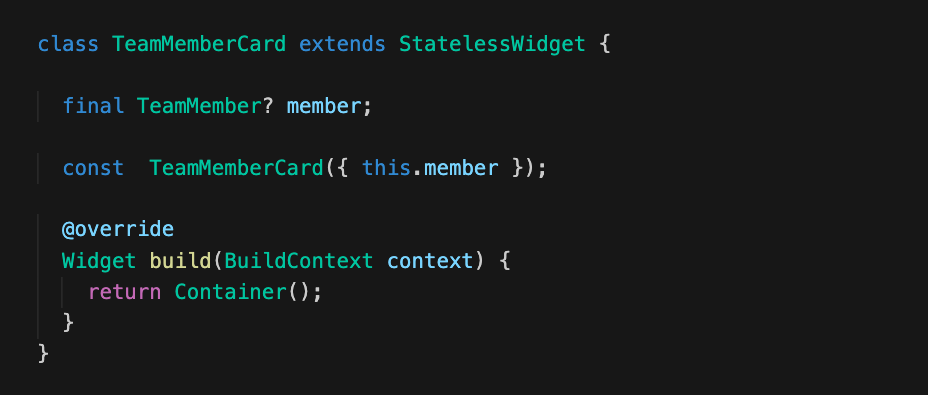 class TeamMemberCard extends StatelessWidget {
final TeamMember? member;
const  TeamMemberCard({ this.member });
@override
Widget build(BuildContext context) {
return Container();
}
}